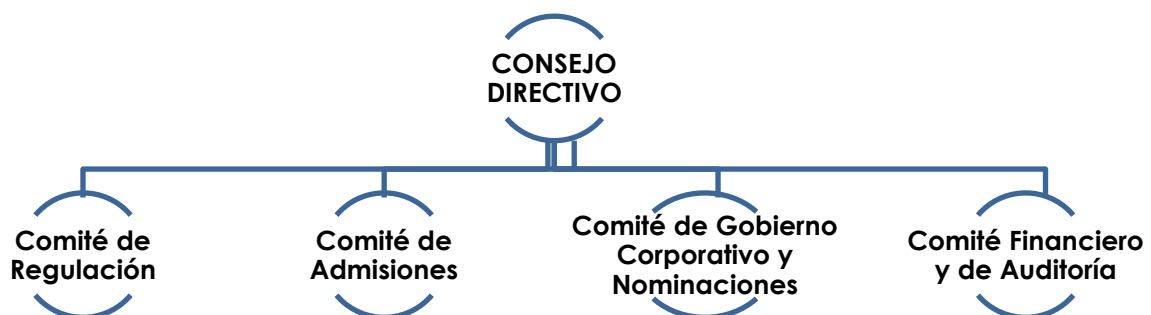 CONSEJO
DIRECTIVO
Comité de
Regulación
Comité de
Admisiones
Comité de Gobierno
Corporativo y
Nominaciones
Comité Financiero
y de Auditoría